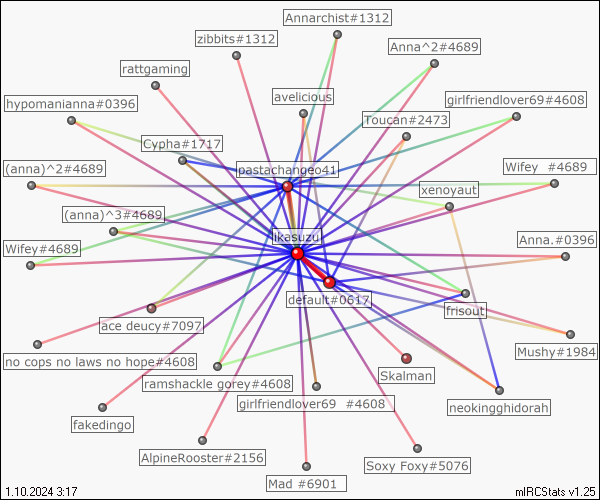 Annarchist#1312
zibbits#1312
Anna^2#4689
rattgaming
avelicious
hypomanianna#0396
girlfriendlover69#4608
Toucan#2473
Cypha#1717
pastachangeo41
(anna)^2#4689
Wifey #4689
xenoyaut
(anna)^3#4689
ikasuzu
Wifey#4689
Anna.#0396
default#0617
frisout
ace deucy#7097
Mushy#1984
no cops no laws no hope#4608
Skalman
ramshackle gorey#4608
girlfriendlover69 #4608
neokingghidorah
fakedingo
AlpineRooster#2156
Soxy Foxy#5076
Mad #6901
1.10.2024 3:17
mIRCStats v1.25